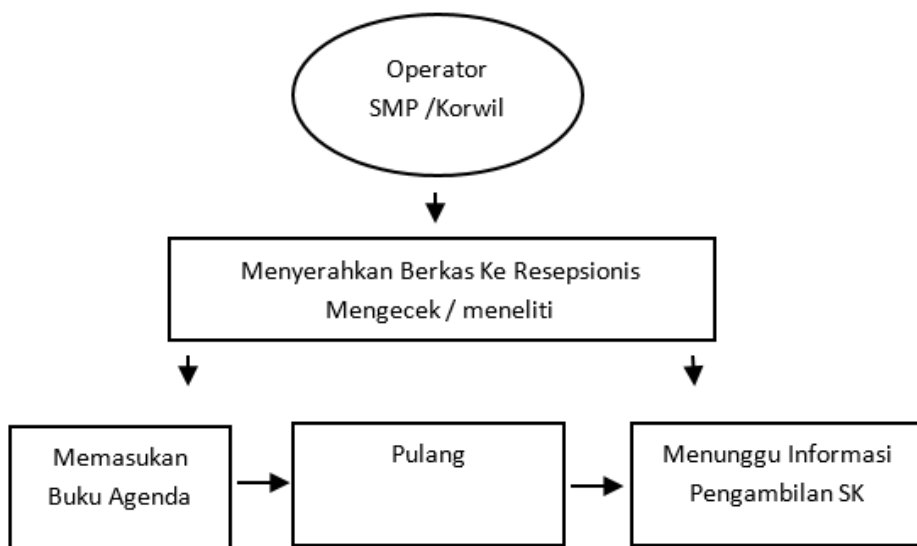 Operator
SMP /Korwil
Menyerahkan Berkas Ke Resepsionis
Mengecek / meneliti
Memasukan
Buku Agenda
Pulang
Menunggu Informasi
Pengambilan SK